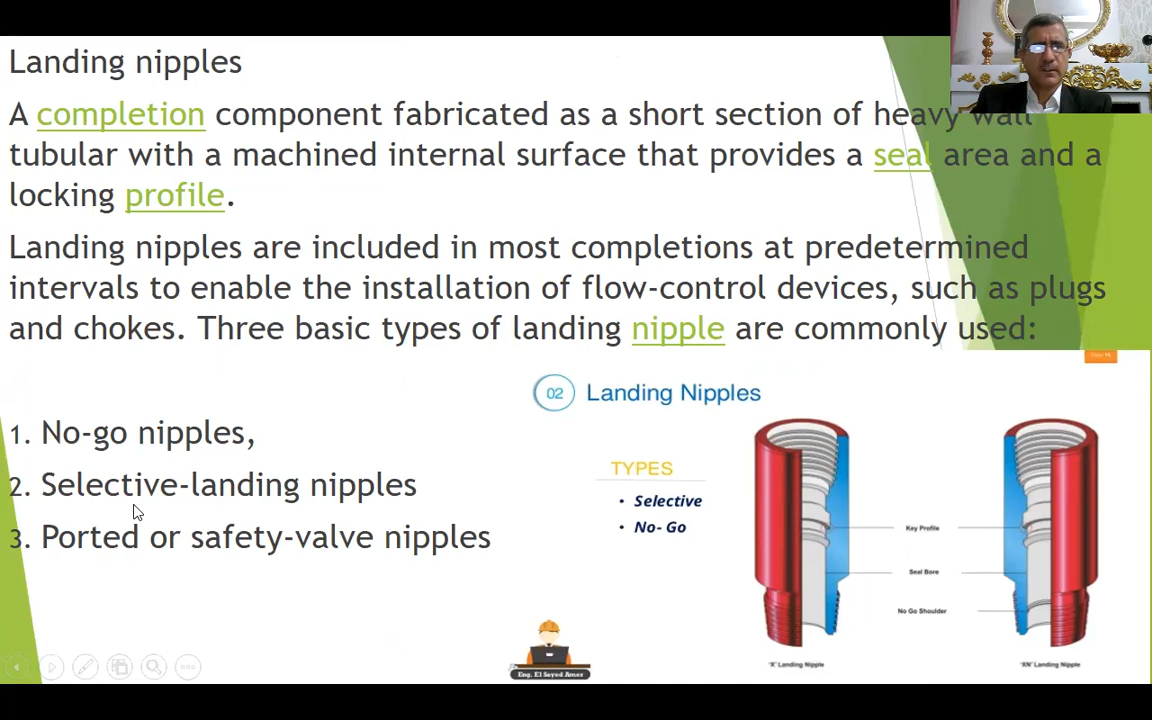 Landing nipples
A completion component fabricated as a short section of heavy wall
tubular with a machined internal surface that provides a seal area and a
locking profile.
Landing nipples are included in most completions at predetermined
intervals to enable the installation of flow-control devices, such as plugs
and chokes. Three basic types of landing nipple are commonly used:
1. No-go nipples,
2. Selective-landing nipples
3. Ported or safety-valve nipples
02 Landing Nipples
TYPES
• Selective
• No- Go
Key Profile
Seal Bore
No Go Shoulder
'X' Landing Nipple
'XN' Landing Nipple
Eng. El Sayed Amer